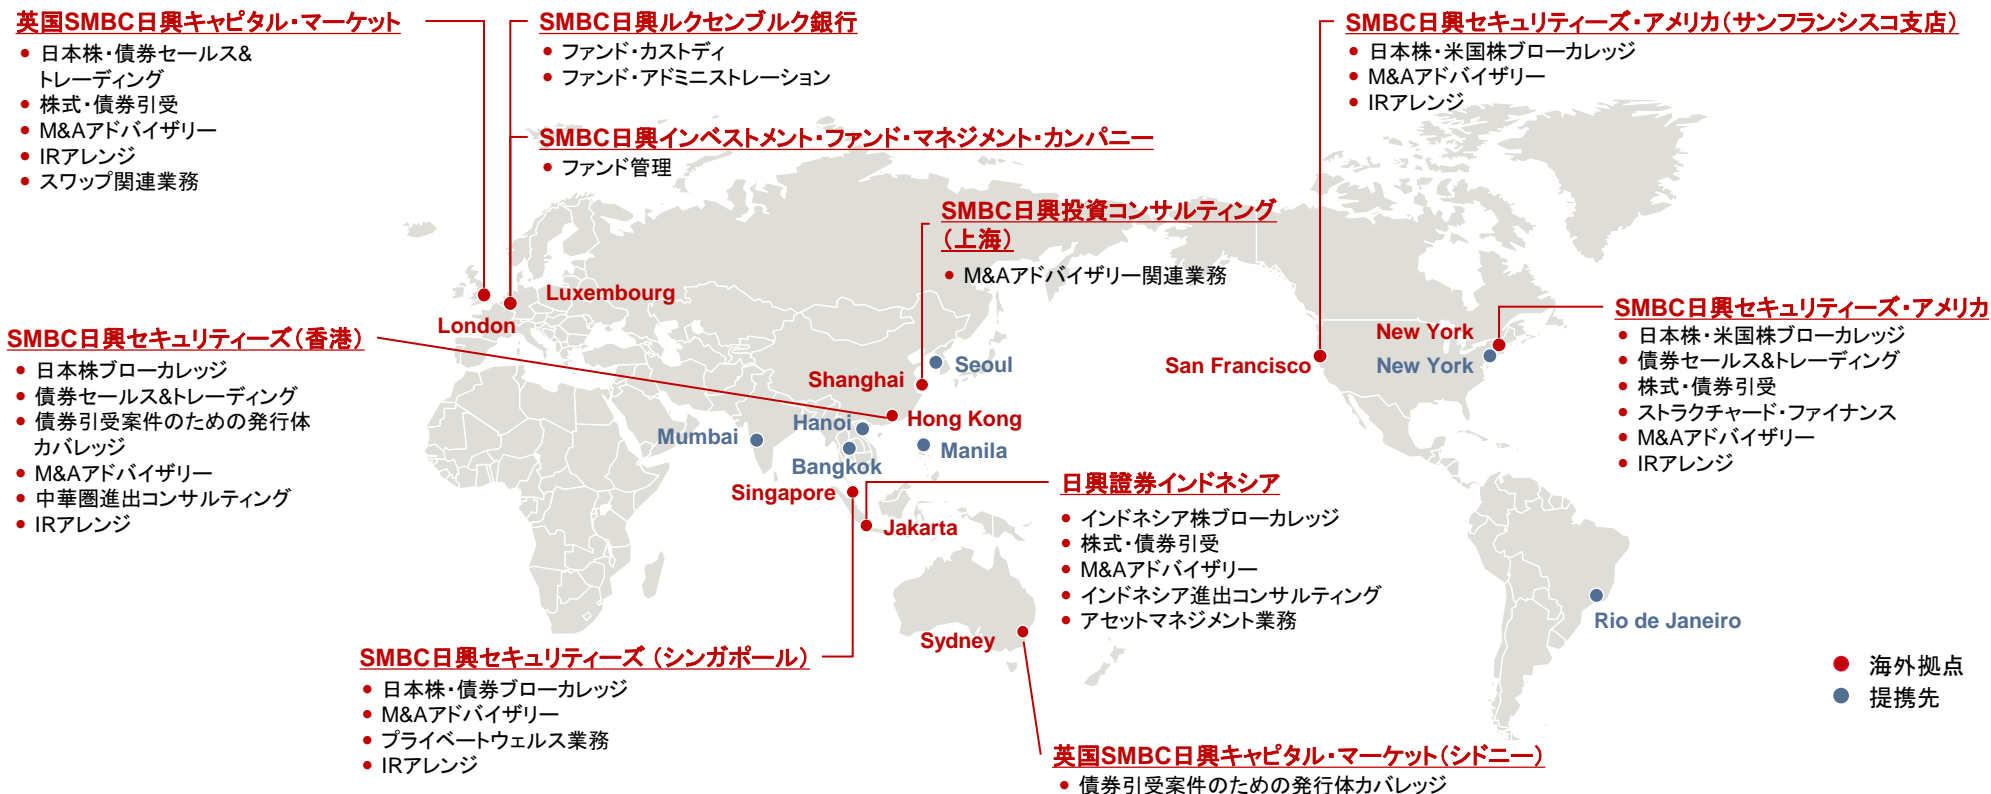 英国SMBC日興キャピタル・マーケット
• 日本株・債券セールス&
トレーディング
• 株式・債券引受
• M&Aアドバイザリー
• IRアレンジ
• スワップ関連業務
SMBC日興ルクセンブルク銀行
• ファンド・カストディ
• ファンド・アドミニストレーション
SMBC日興インベストメント・ファンド・マネジメント・カンパニー
• ファンド管理
SMBC日興セキュリティーズ・アメリカ(サンフランシスコ支店)
• 日本株・米国株ブローカレッジ
• M&Aアドバイザリー
• IRアレンジ
SMBC日興投資コンサルティング
(上海)
• M&Aアドバイザリー関連業務
Luxembourg
London
SMBC日興セキュリティーズ(香港)
• 日本株ブローカレッジ
• 債券セールス&トレーディング
• 債券引受案件のための発行体
カバレッジ
• M&Aアドバイザリー
• 中華圏進出コンサルティング
• IRアレンジ
SMBC日興セキュリティーズ・アメリカ
• 日本株・米国株ブローカレッジ
• 債券セールス&トレーディング
• 株式・債券引受
• ストラクチャード・ファイナンス
• M&Aアドバイザリー
• IRアレンジ
New York
New York
San Francisco
Seoul
Shanghai
Hong Kong
Hanoi
Mumbai
Manila
Bangkok
Singapore
Jakarta
日興證券インドネシア
• インドネシア株ブローカレッジ
• 株式・債券引受
• M&Aアドバイザリー
• インドネシア進出コンサルティング
• アセットマネジメント業務
Sydney
Rio de Janeiro
SMBC日興セキュリティーズ (シンガポール)
• 日本株・債券ブローカレッジ
• M&Aアドバイザリー
• プライベートウェルス業務
• IRアレンジ
英国SMBC日興キャピタル・マーケット(シドニー)
• 債券引受案件のための発行体カバレッジ
海外拠点
提携先